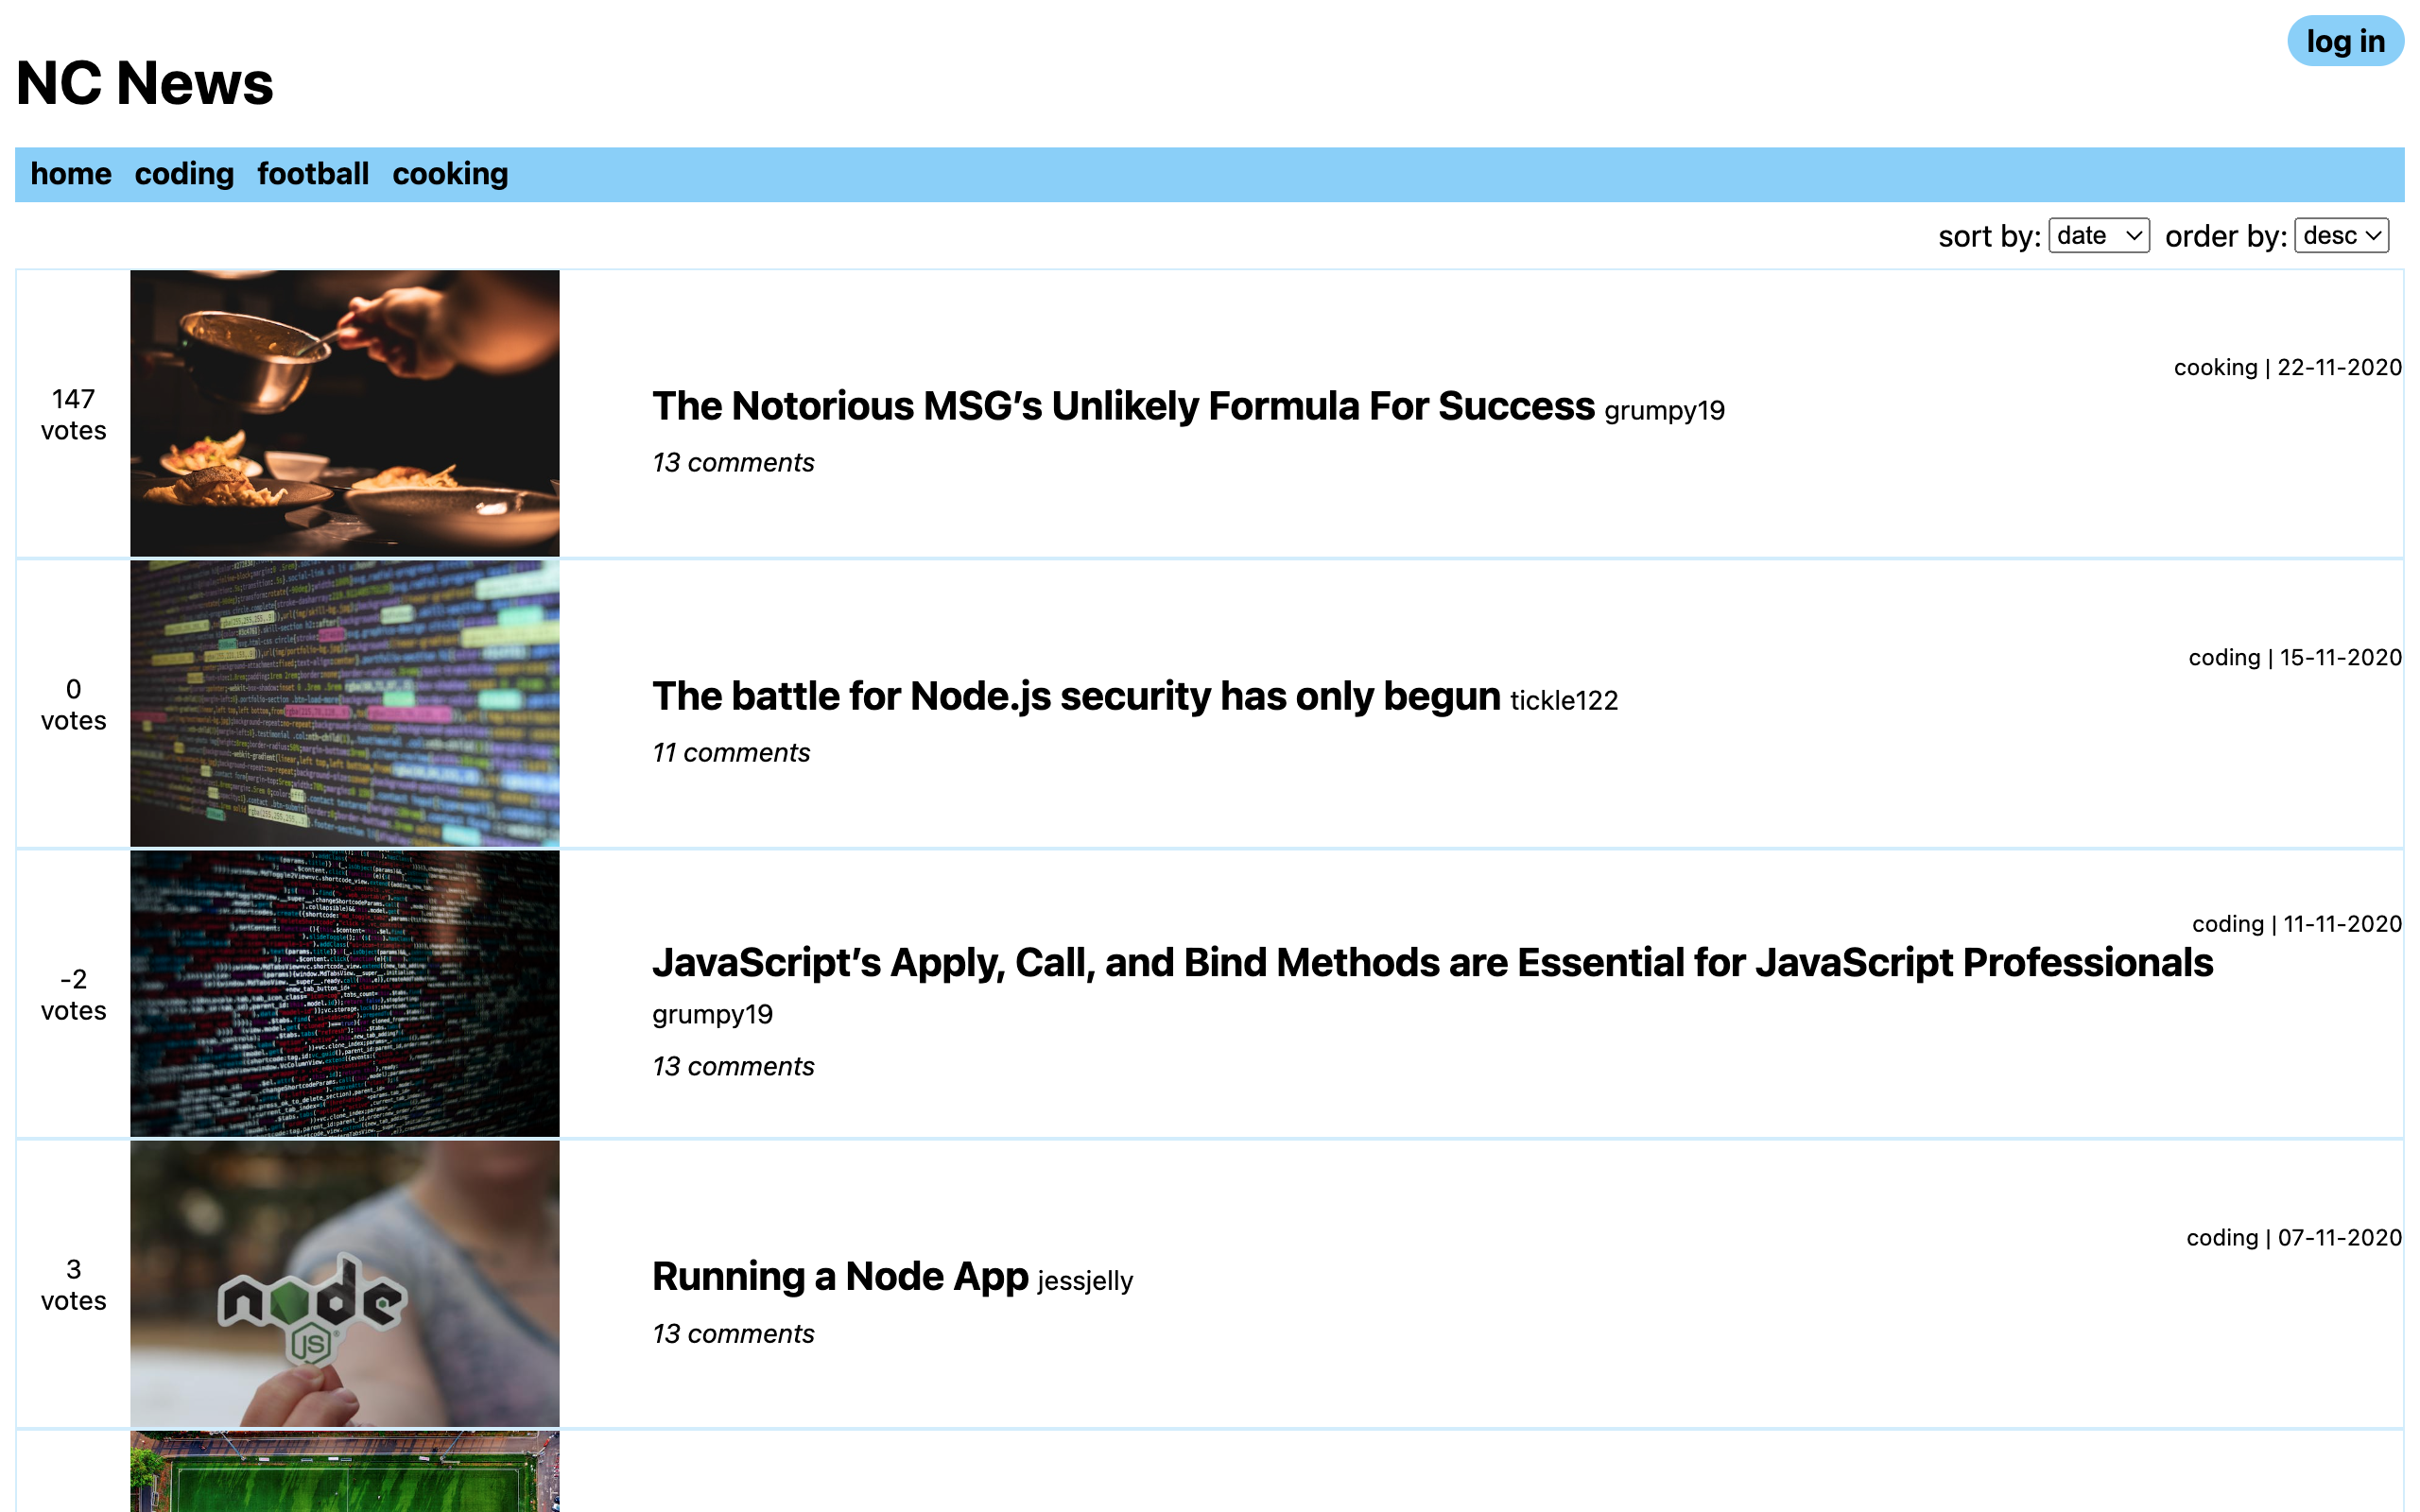 log in
NC News
home coding football cooking
sort by: date order by: desc
cooking | 22-11-2020
147
votes
The Notorious MSG’s Unlikely Formula For Success grumpy19
13 comments
coding | 15-11-2020
0
votes
The battle for Node.js security has only begun tickle122
11 comments
coding | 11-11-2020
-2
votes
JavaScript’s Apply, Call, and Bind Methods are Essential for JavaScript Professionals
grumpy19
13 comments
coding | 07-11-2020
3
votes
Running a Node App jessjelly
13 comments
node
JS